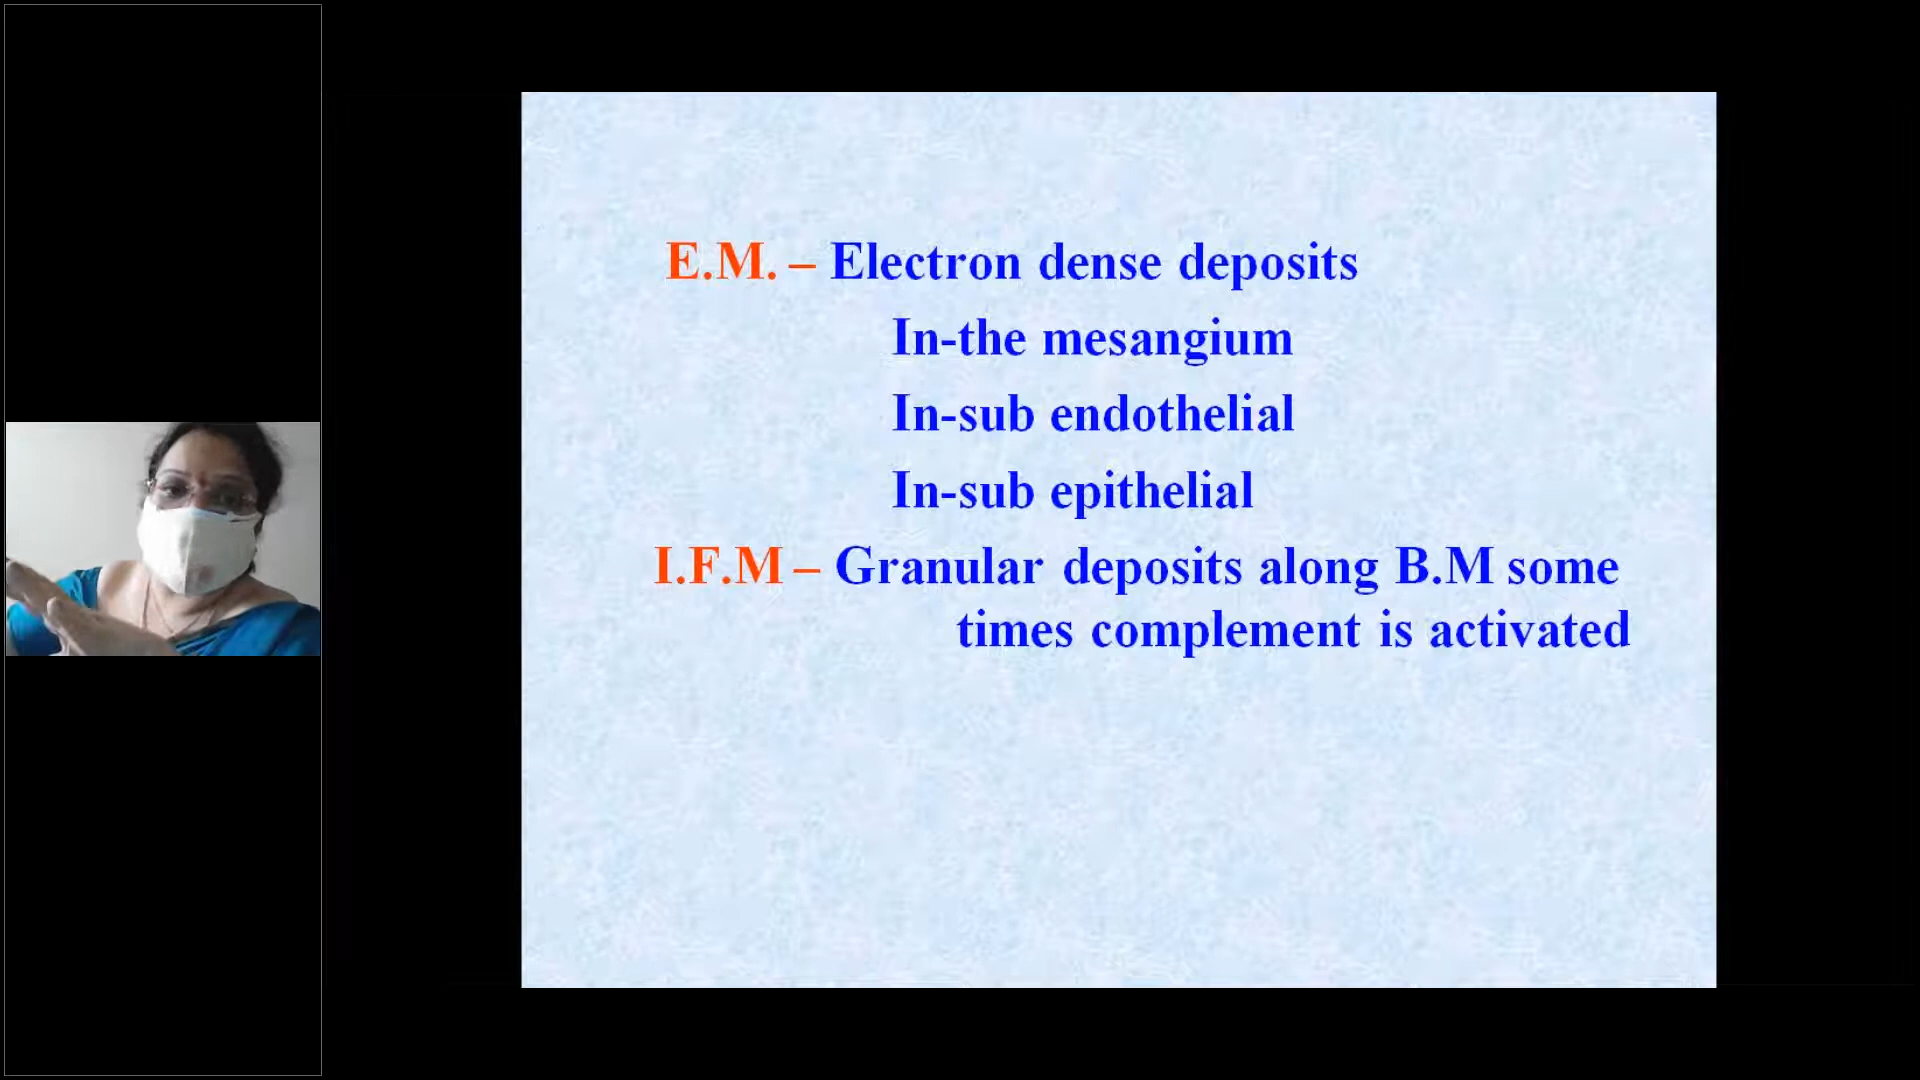 E.M. – Electron dense deposits
In-the mesangium
In-sub endothelial
In-sub epithelial
I.F.M – Granular deposits along B.M some
times complement is activated